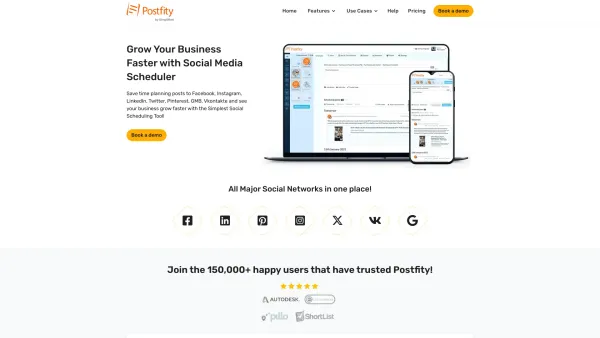 Postfity
Home Features Use Cases Help Pricing Book a demo
Grow Your Business
Faster with Social Media
Scheduler
Save time planning posts to Facebook, Instagram,
LinkedIn, Twitter, Pinterest, GMB, Vkontakte and see
your business grow faster with the Simplest Social
Scheduling Tool!
Book a demo
All Major Social Networks in one place!
Join the 150,000+ happy users that have trusted Postfity!
AUTODESK.
pillo ShortList